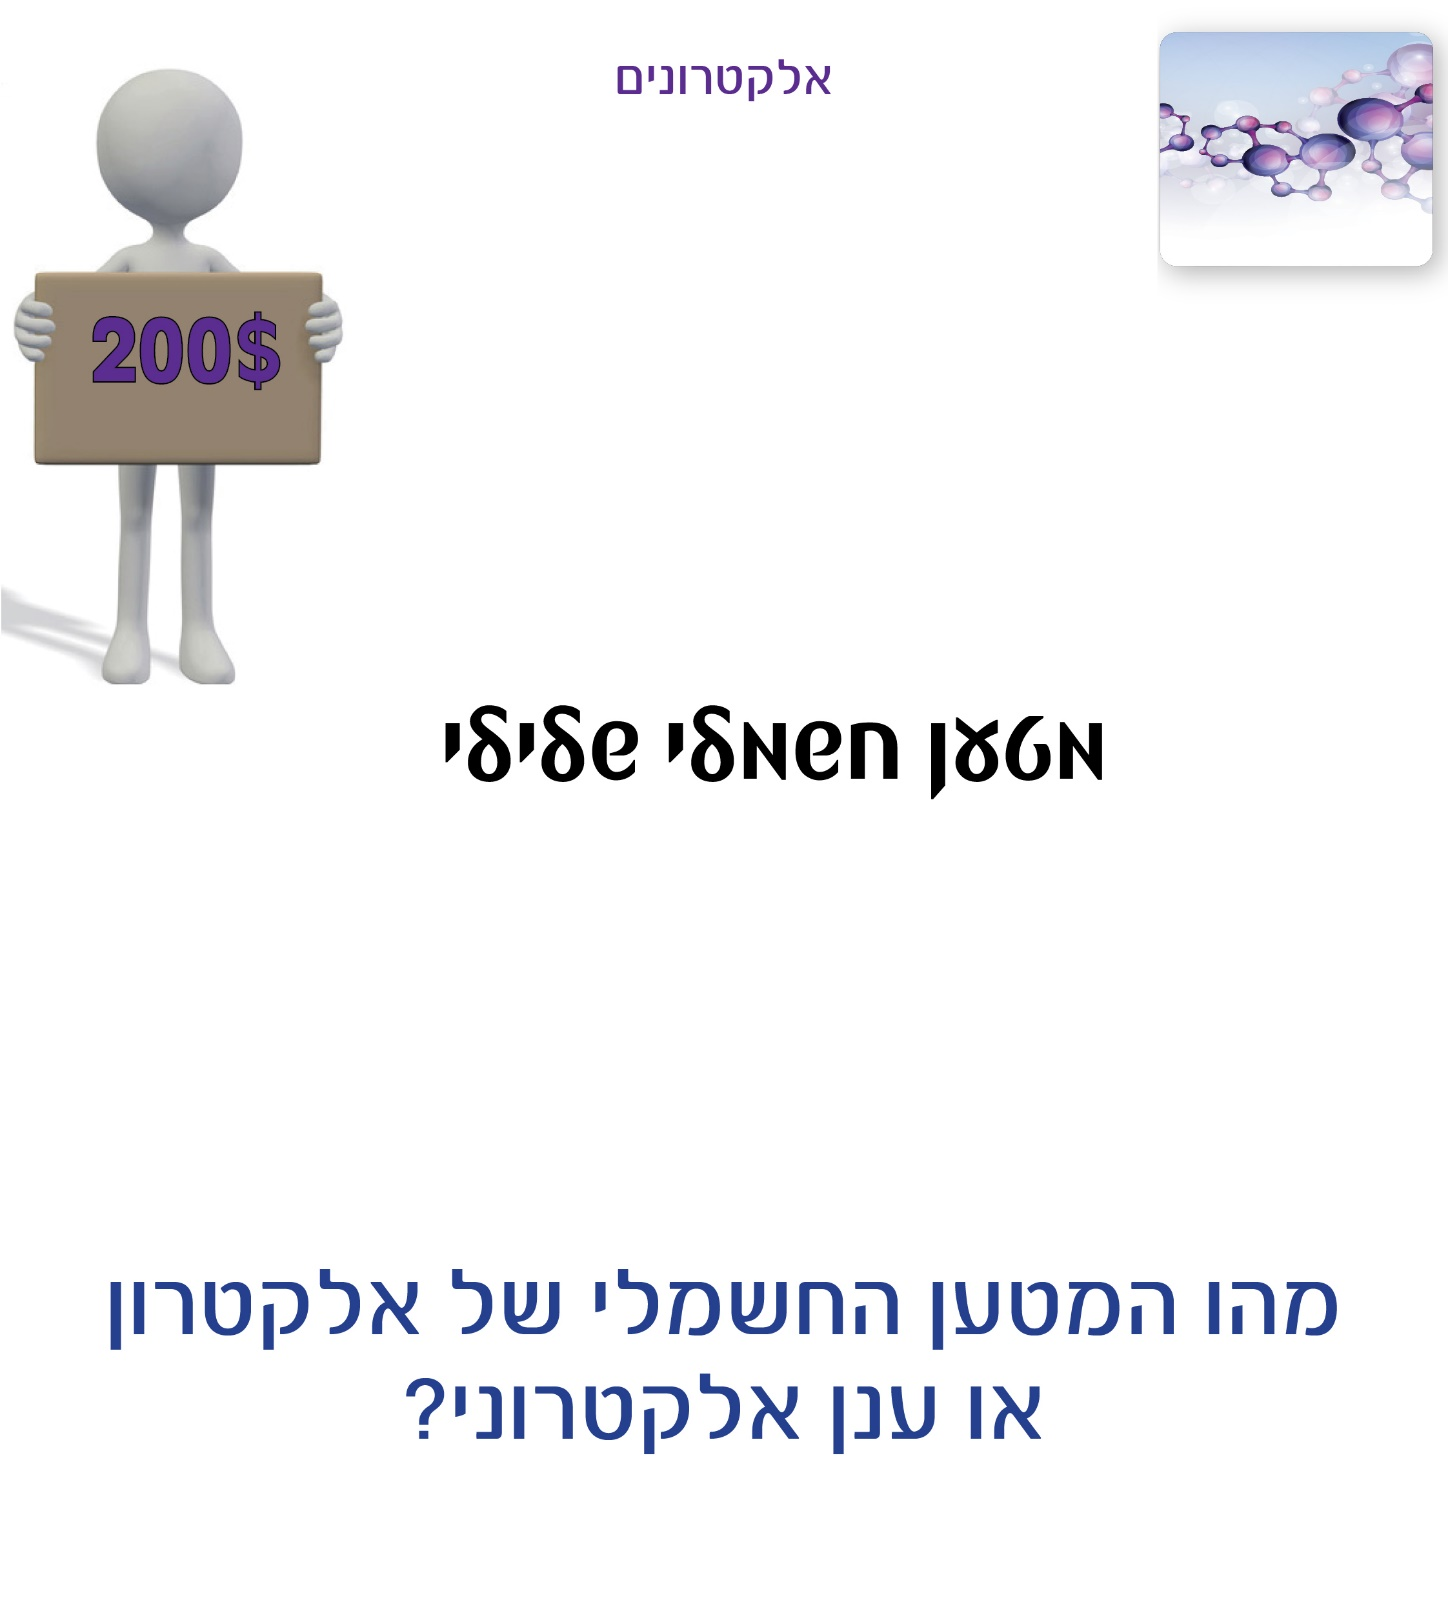 אלקטרונים
200$
מטען חשמלי שלילי
מהו המטען החשמלי של אלקטרון
או ענן אלקטרוני?